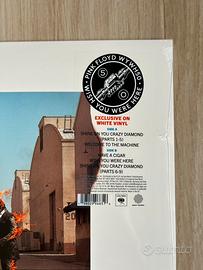 PINK FLOYD WYWH50
WISH YOU WERE HERE
50
EXCLUSIVE ON
WHITE VINYL
SIDE A
SHINE ON YOU CRAZY DIAMOND
(PARTS 1-5)
WELCOME TO THE MACHINE
SIDE B
HAVE A CIGAR
WISH YOU WERE HERE
SHINE ON YOU CRAZY DIAMOND
(PARTS 6-9)
subito